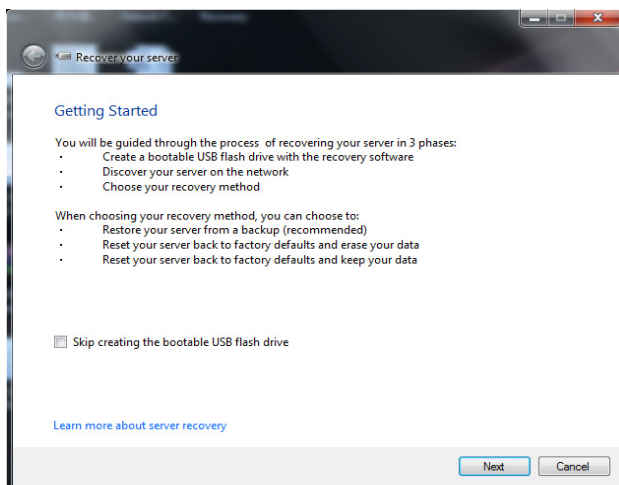 Recovery
Recover your server
Getting Started
You will be guided through the process of recovering your server in 3 phases:
· Create a bootable USB flash drive with the recovery software
· Discover your server on the network
· Choose your recovery method
When choosing your recovery method, you can choose to:
· Restore your server from a backup (recommended)
· Reset your server back to factory defaults and erase your data
· Reset your server back to factory defaults and keep your data
Skip creating the bootable USB flash drive
Learn more about server recovery
Next Cancel